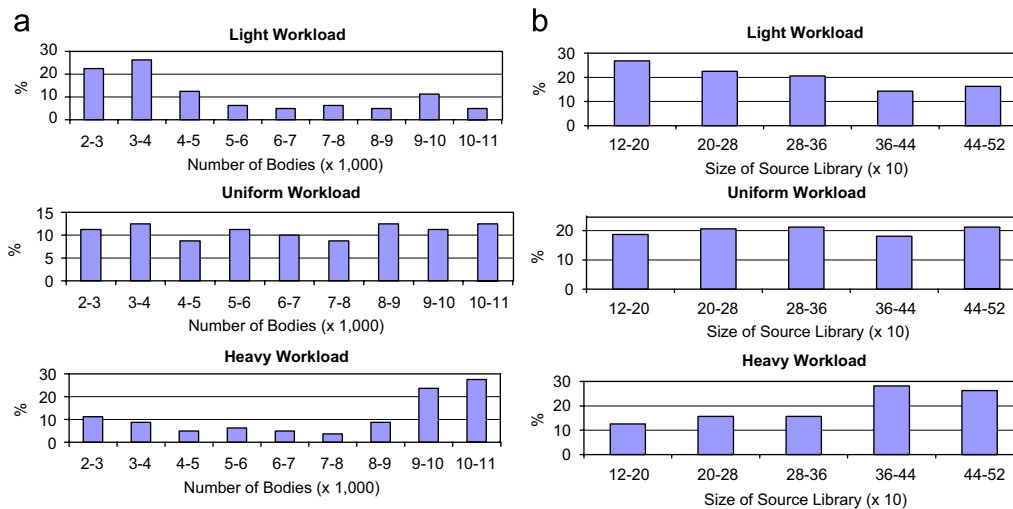 a
Light Workload
30
20
10
0
%
2-3 3-4 4-5 5-6 6-7 7-8 8-9 9-10 10-11
Number of Bodies (x 1,000)
Uniform Workload
15
10
5
0
%
2-3 3-4 4-5 5-6 6-7 7-8 8-9 9-10 10-11
Number of Bodies (x 1,000)
Heavy Workload
30
20
10
0
%
2-3 3-4 4-5 5-6 6-7 7-8 8-9 9-10 10-11
Number of Bodies (x 1,000)
b
Light Workload
30
20
10
0
%
12-20 20-28 28-36 36-44 44-52
Size of Source Library (x 10)
Uniform Workload
20
10
0
%
12-20 20-28 28-36 36-44 44-52
Size of Source Library (x 10)
Heavy Workload
30
20
10
0
%
12-20 20-28 28-36 36-44 44-52
Size of Source Library (x 10)